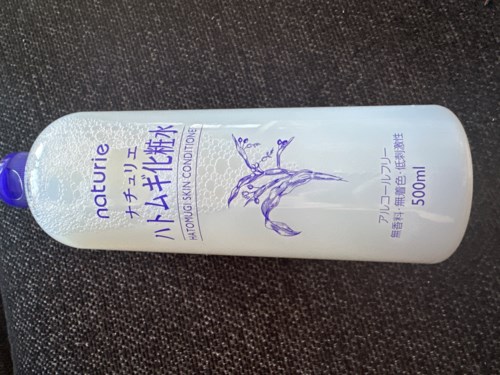 naturie
ナチュリエ
ハトムギ化粧水
HATOMUGI SKIN CONDITIONER
アルコールフリー
無香料・無着色・低刺激性
500ml